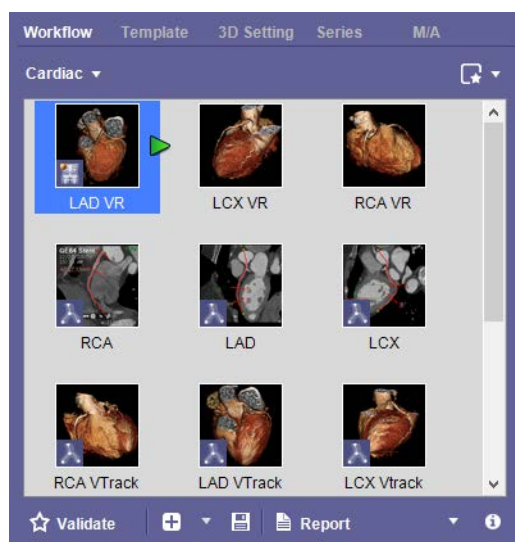 Workflow Template 3D Setting Series M/A
Cardiac
LAD VR LCX VR RCA VR
RCA LAD LCX
RCA VTrack LAD VTrack LCX Vtrack
Validate Report